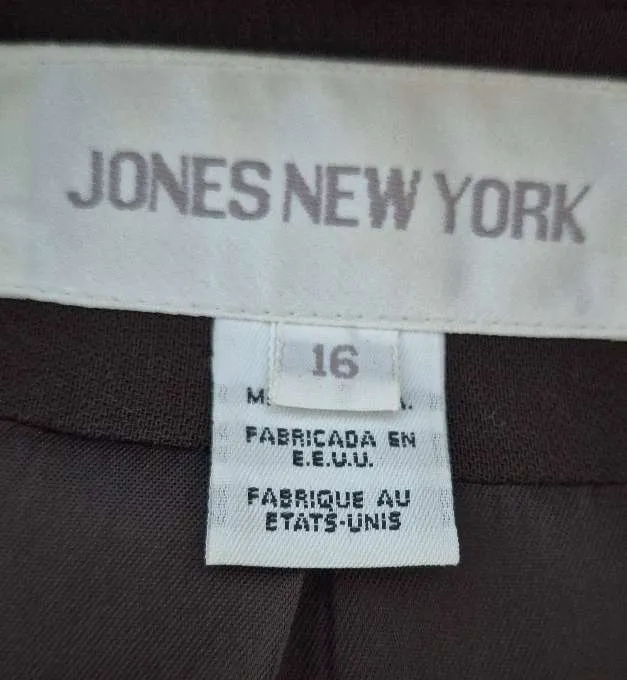 JONES NEW YORK
16
FABRICADA EN
E.E.U.U.
FABRIQUE AU
ETATS-UNIS